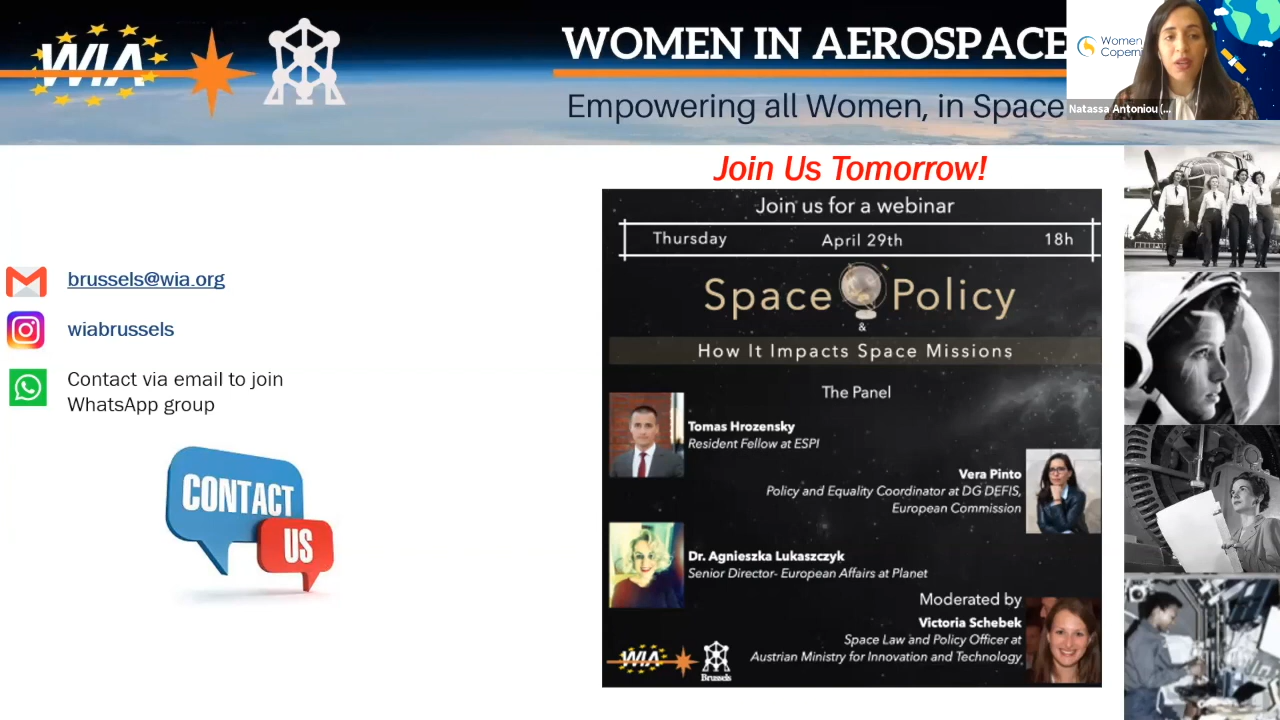 WIA
WOMEN IN AEROSPACE
Empowering all Women, in Space
Women
Coperni
Natassa Antoniou (...
Join Us Tomorrow!
brussels@wia.org
wiabrussels
Contact via email to join
WhatsApp group
CONTACT
US
Join us for a webinar
Thursday April 29th 18h
Space Policy
&
How It Impacts Space Missions
The Panel
Tomas Hrozensky
Resident Fellow at ESPI
Vera Pinto
Policy and Equality Coordinator at DG DEFIS,
European Commission
Dr. Agnieszka Lukaszczyk
Senior Director- European Affairs at Planet
Moderated by
Victoria Schebek
Space Law and Policy Officer at
Austrian Ministry for Innovation and Technology
WIA
Brussels